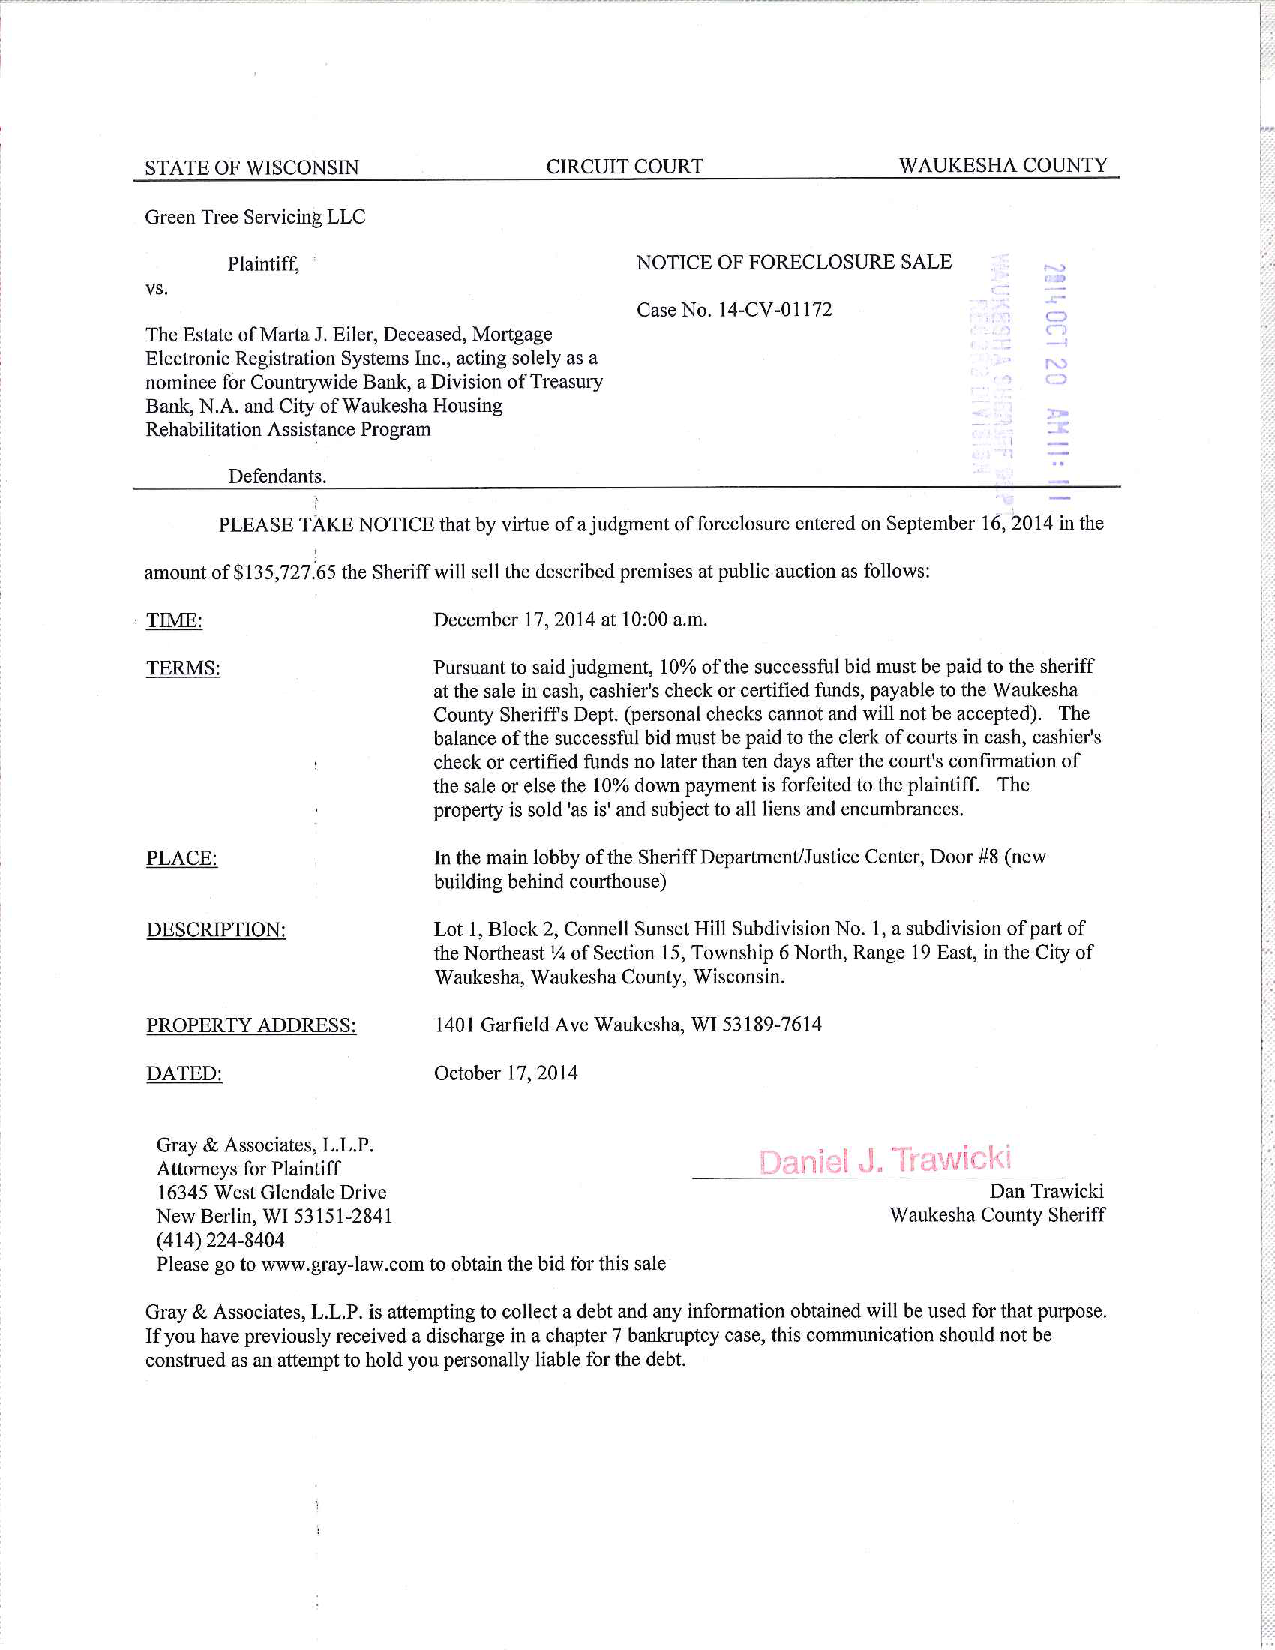 STATE OF WISCONSIN CIRCUIT COURT WAUKESHA COUNTY
Green Tree Servicing LLC
Plaintiff,
vs.
NOTICE OF FORECLOSURE SALE
Case No. 14-CV-01172
The Estate of Marta J. Eiler, Deceased, Mortgage
Electronic Registration Systems Inc., acting solely as a
nominee for Countrywide Bank, a Division of Treasury
Bank, N.A. and City of Waukesha Housing
Rehabilitation Assistance Program
Defendants.
WAUKESHA SHERIFF
2014 OCT 20 AM 11: 11
PLEASE TAKE NOTICE that by virtue of a judgment of foreclosure entered on September 16, 2014 in the
amount of $135,727.65 the Sheriff will sell the described premises at public auction as follows:
TIME: December 17, 2014 at 10:00 a.m.
TERMS: Pursuant to said judgment, 10% of the successful bid must be paid to the sheriff
at the sale in cash, cashier's check or certified funds, payable to the Waukesha
County Sheriff's Dept. (personal checks cannot and will not be accepted). The
balance of the successful bid must be paid to the clerk of courts in cash, cashier's
check or certified funds no later than ten days after the court's confirmation of
the sale or else the 10% down payment is forfeited to the plaintiff. The
property is sold 'as is' and subject to all liens and encumbrances.
PLACE: In the main lobby of the Sheriff Department/Justice Center, Door #8 (new
building behind courthouse)
DESCRIPTION: Lot 1, Block 2, Connell Sunset Hill Subdivision No. 1, a subdivision of part of
the Northeast ¼ of Section 15, Township 6 North, Range 19 East, in the City of
Waukesha, Waukesha County, Wisconsin.
PROPERTY ADDRESS: 1401 Garfield Ave Waukesha, WI 53189-7614
DATED: October 17, 2014
Gray & Associates, L.L.P.
Attorneys for Plaintiff
16345 West Glendale Drive
New Berlin, WI 53151-2841
(414) 224-8404
Please go to www.gray-law.com to obtain the bid for this sale
Daniel J. Trawicki
Dan Trawicki
Waukesha County Sheriff
Gray & Associates, L.L.P. is attempting to collect a debt and any information obtained will be used for that purpose.
If you have previously received a discharge in a chapter 7 bankruptcy case, this communication should not be
construed as an attempt to hold you personally liable for the debt.